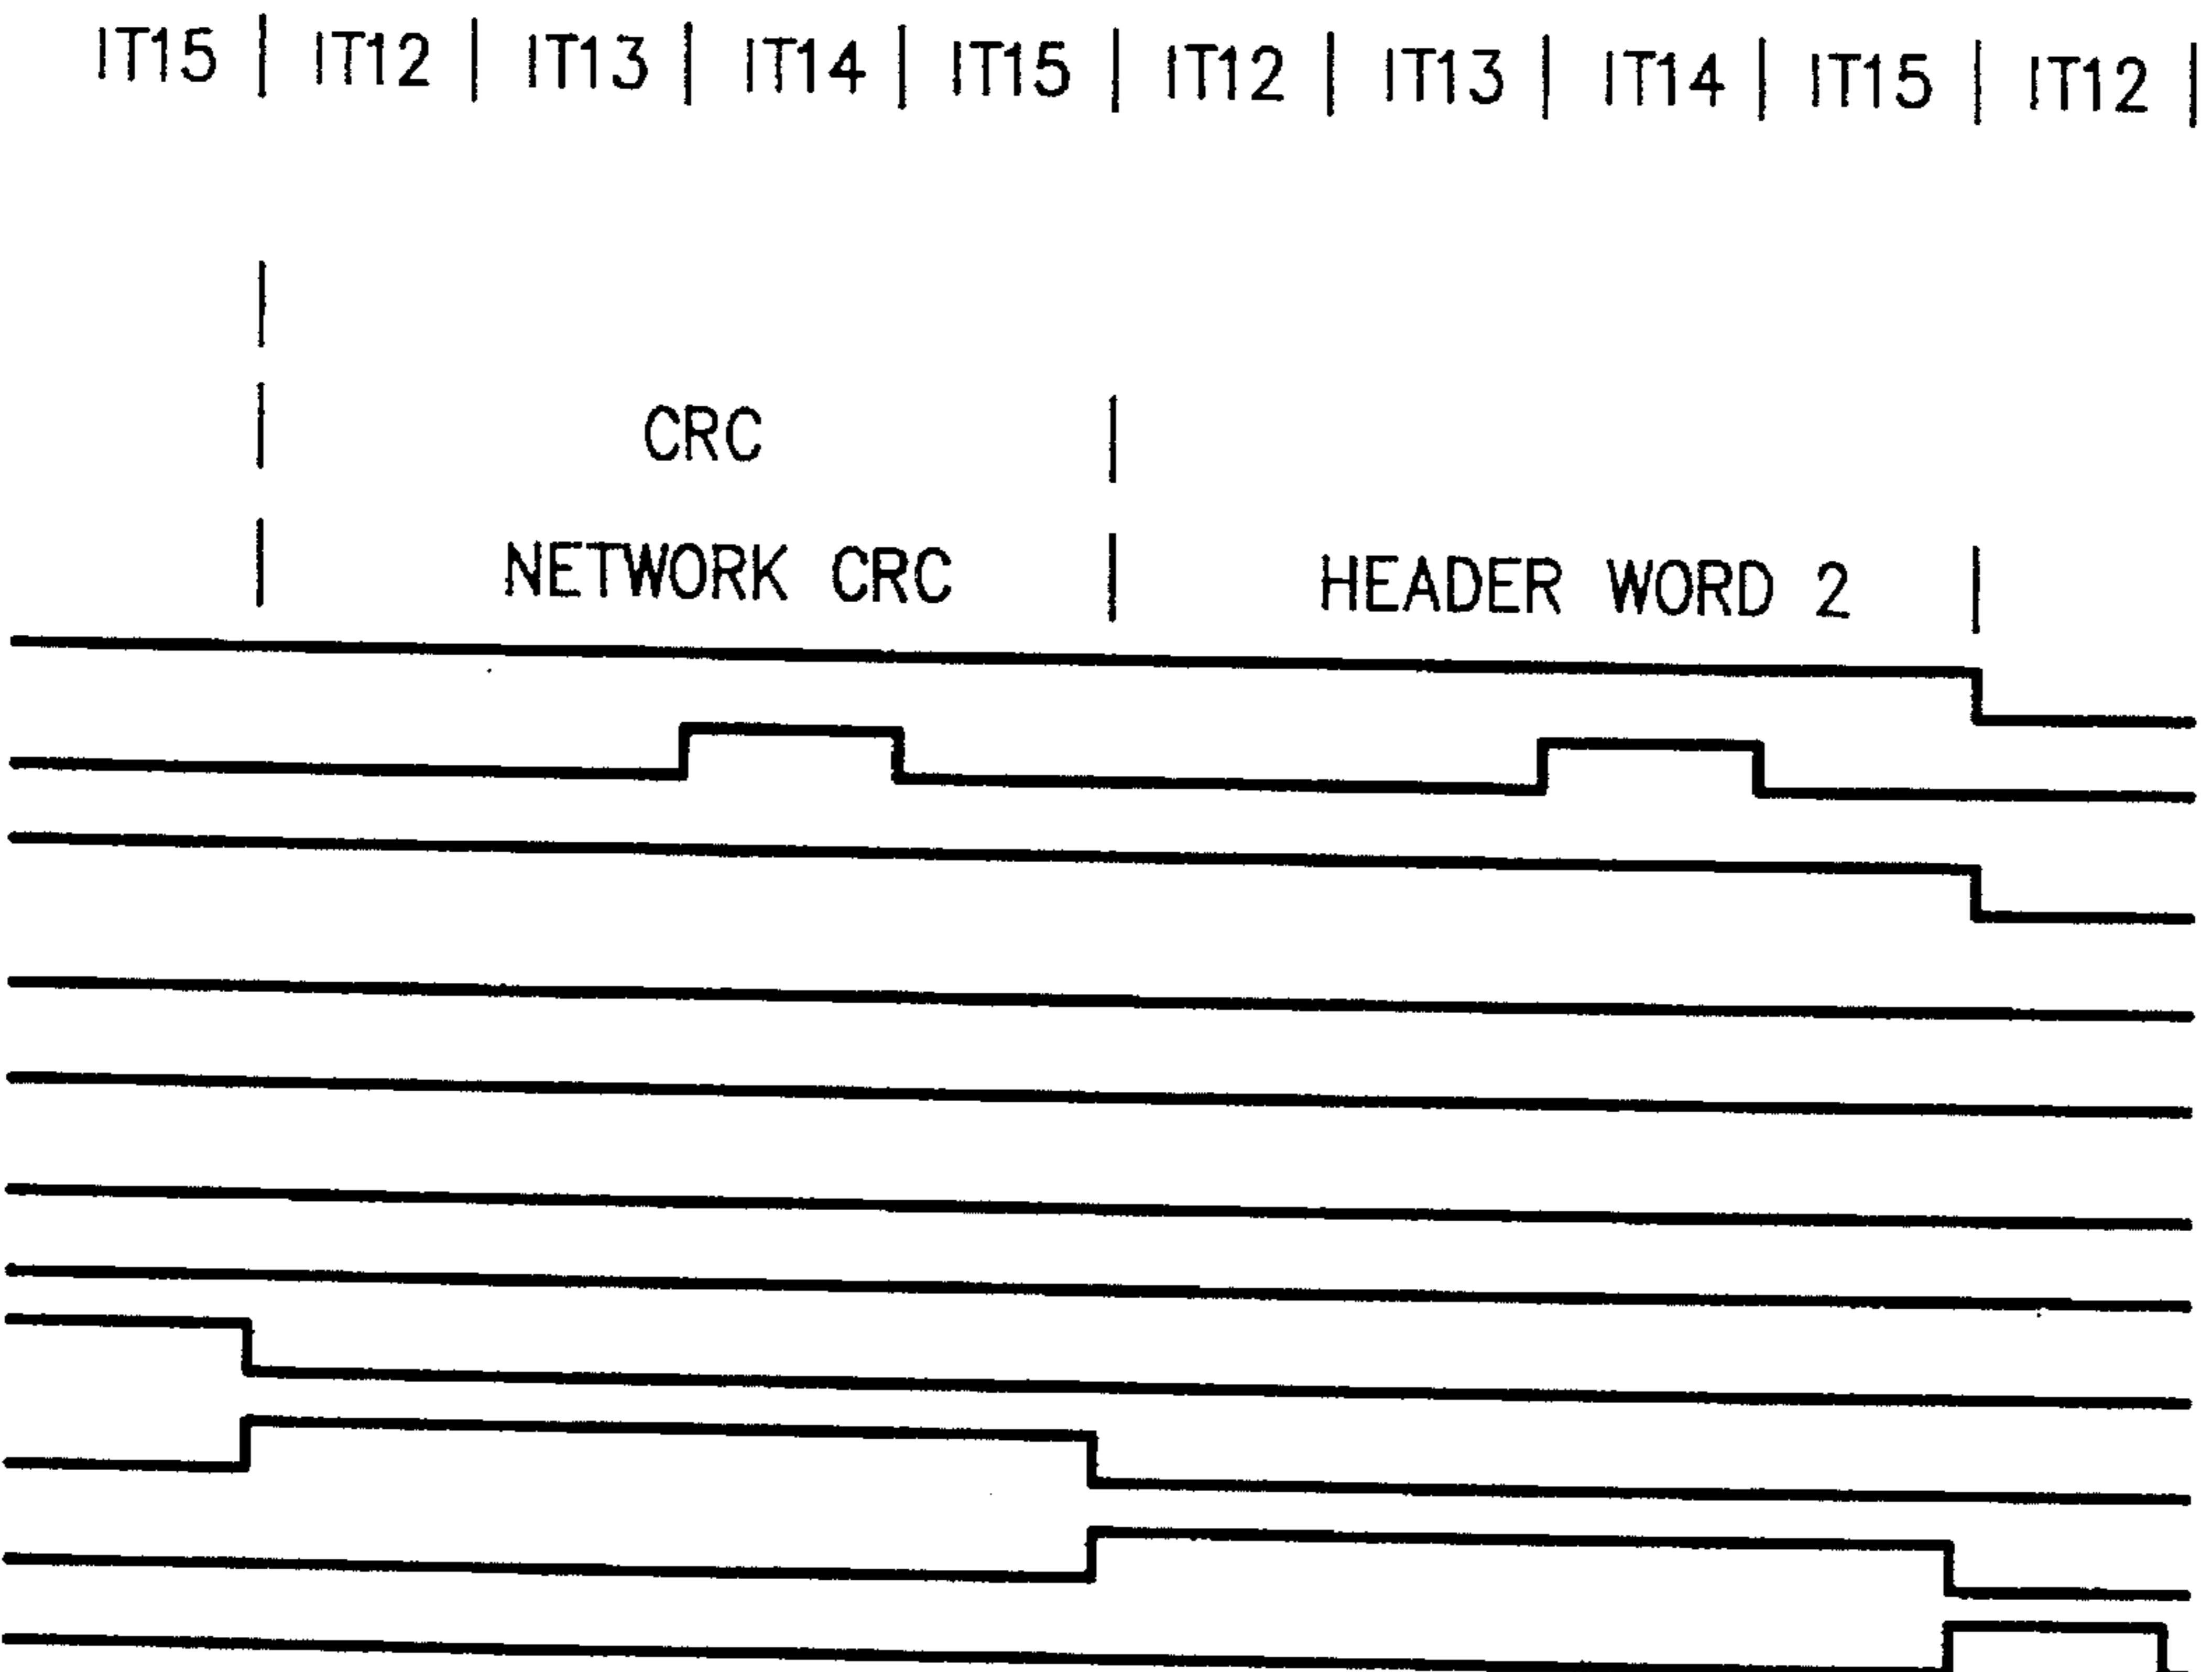 IT15 | IT12 | IT13 | IT14 | IT15 | IT12 | IT13 | IT14 | IT15 | IT12 |
CRC
NETWORK CRC HEADER WORD 2